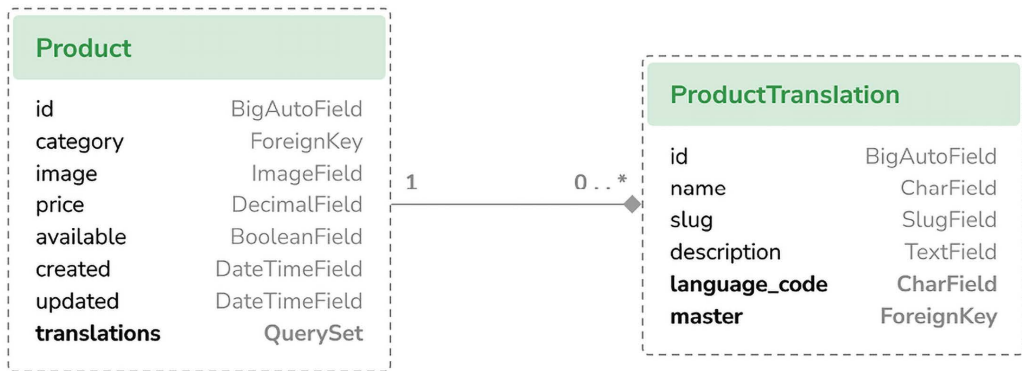 Product
id BigAutoField
category ForeignKey
image ImageField
price DecimalField
available BooleanField
created DateTimeField
updated DateTimeField
translations QuerySet
1 0 . . *
ProductTranslation
id BigAutoField
name CharField
slug SlugField
description TextField
language_code CharField
master ForeignKey